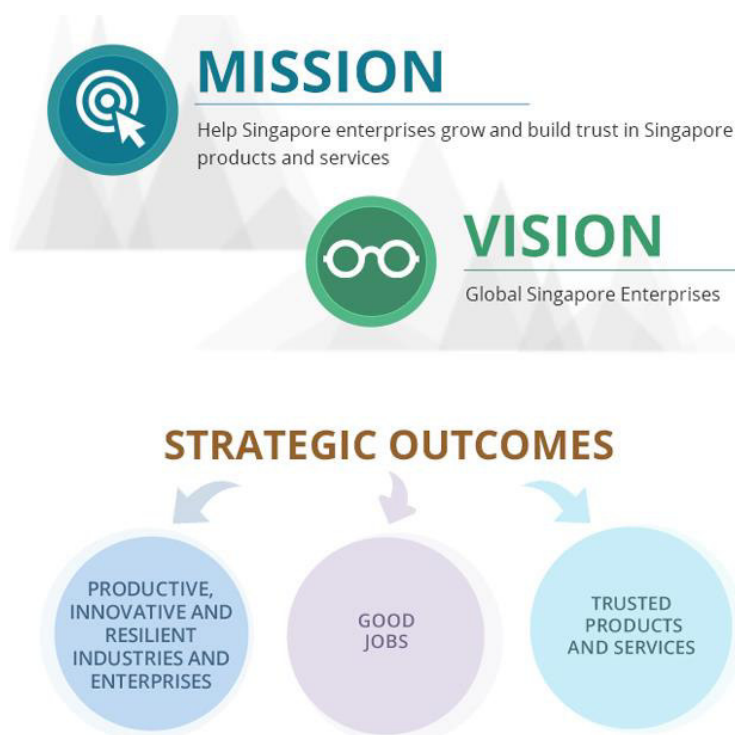 MISSION
Help Singapore enterprises grow and build trust in Singapore
products and services
VISION
Global Singapore Enterprises
STRATEGIC OUTCOMES
PRODUCTIVE,
INNOVATIVE AND
RESILIENT
INDUSTRIES AND
ENTERPRISES
GOOD
JOBS
TRUSTED
PRODUCTS
AND SERVICES